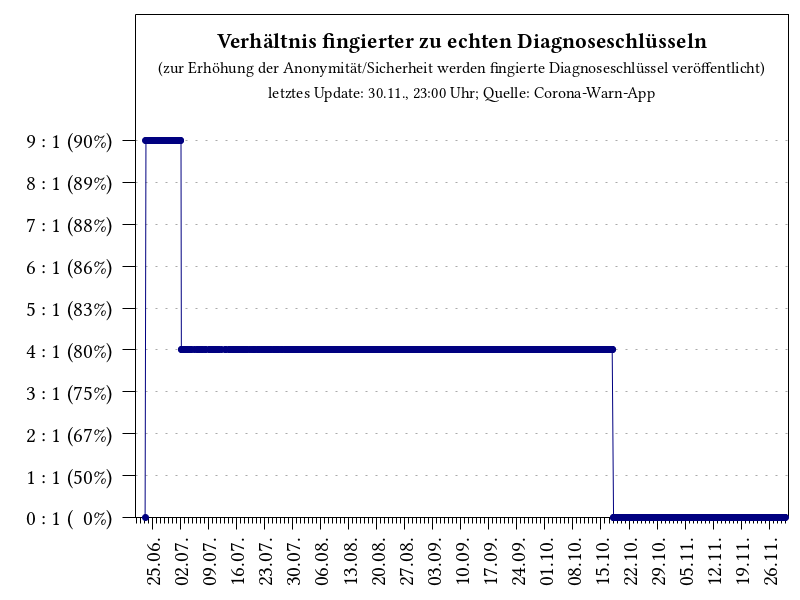 Verhältnis fingierter zu echten Diagnoseschlüsseln
(zur Erhöhung der Anonymität/Sicherheit werden fingierte Diagnoseschlüssel veröffentlicht)
letztes Update: 30.11., 23:00 Uhr; Quelle: Corona-Warn-App
9 : 1 (90%)
8 : 1 (89%)
7 : 1 (88%)
6 : 1 (86%)
5 : 1 (83%)
4 : 1 (80%)
3 : 1 (75%)
2 : 1 (67%)
1 : 1 (50%)
0 : 1 ( 0%)
25.06.
02.07.
09.07.
16.07.
23.07.
30.07.
06.08.
13.08.
20.08.
27.08.
03.09.
10.09.
17.09.
24.09.
01.10.
08.10.
15.10.
22.10.
29.10.
05.11.
12.11.
19.11.
26.11.